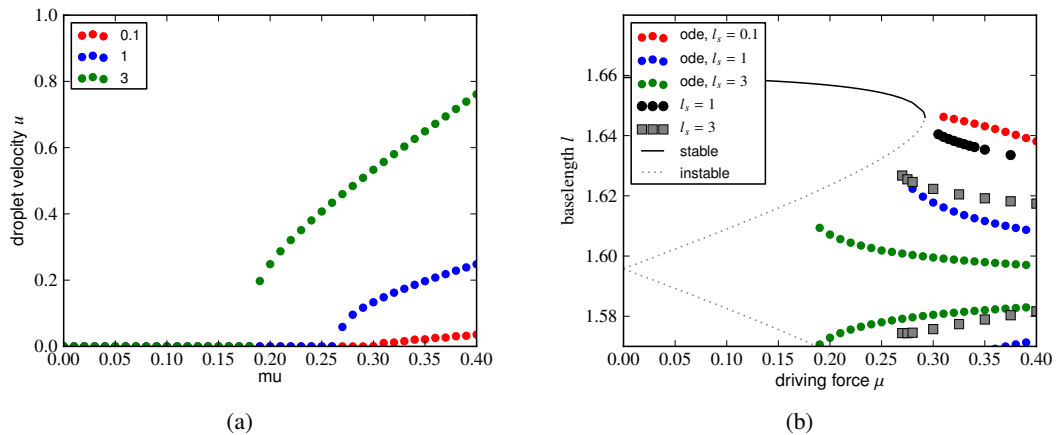 1.0
0.8
0.6
0.4
0.2
0.0
droplet velocity u
0.1
1
3
0.00 0.05 0.10 0.15 0.20 0.25 0.30 0.35 0.40
mu
(a)
1.66
1.64
1.62
1.60
1.58
baselength l
ode, l_s = 0.1
ode, l_s = 1
ode, l_s = 3
l_s = 1
l_s = 3
stable
instable
0.00 0.05 0.10 0.15 0.20 0.25 0.30 0.35 0.40
driving force μ
(b)